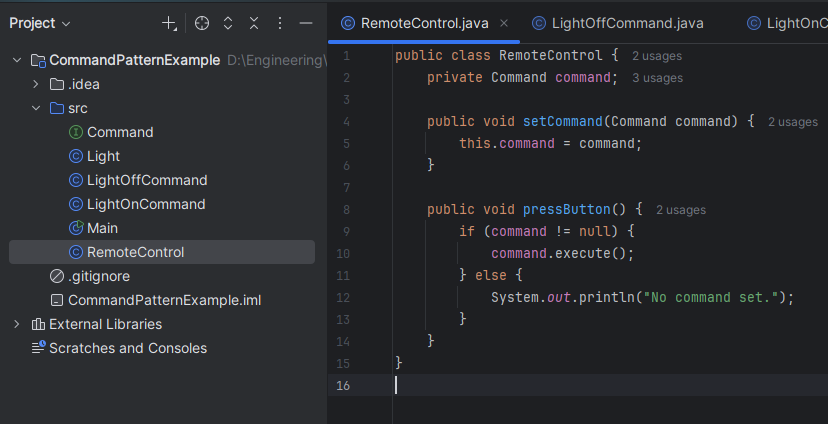 Project
CommandPatternExample D:\Engineering\
.idea
src
Command
Light
LightOffCommand
LightOnCommand
Main
RemoteControl
.gitignore
CommandPatternExample.iml
External Libraries
Scratches and Consoles
RemoteControl.java LightOffCommand.java LightOnC
1 public class RemoteControl { 2 usages
2 private Command command; 3 usages
3
4 public void setCommand(Command command) { 2 usages
5 this.command = command;
6 }
7
8 public void pressButton() { 2 usages
9 if (command != null) {
10 command.execute();
11 } else {
12 System.out.println("No command set.");
13 }
14 }
15 }
16